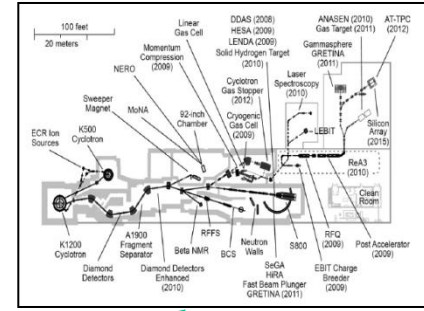 100 feet
20 meters
Linear
Gas Cell
Momentum
Compression
(2009)
NERO
Sweeper
Magnet
MoNA
92-inch
Chamber
DDAS (2008)
HESA (2009)
LENDA (2009)
Solid Hydrogen Target
(2010)
Cyclotron
Gas Stopper
(2012)
Cryogenic
Gas Cell
(2009)
Laser
Spectroscopy
(2010)
LEBIT
ANASEN (2010)
Gas Target (2011)
Gammasphere
GRETINA
(2011)
AT-TPC
(2012)
Silicon
Array
(2015)
ReA3
(2010)
Clean
Room
ECR Ion
Sources
K500
Cyclotron
K1200
Cyclotron
Diamond
Detectors
A1900
Fragment
Separator
Diamond Detectors
Enhanced
(2010)
Beta NMR
RFFS
BCS
Neutron
Walls
S800
SeGA
HiRA
Fast Beam Plunger
GRETINA (2011)
RFQ
(2009)
EBIT Charge
Breeder
(2009)
Post Accelerator
(2009)